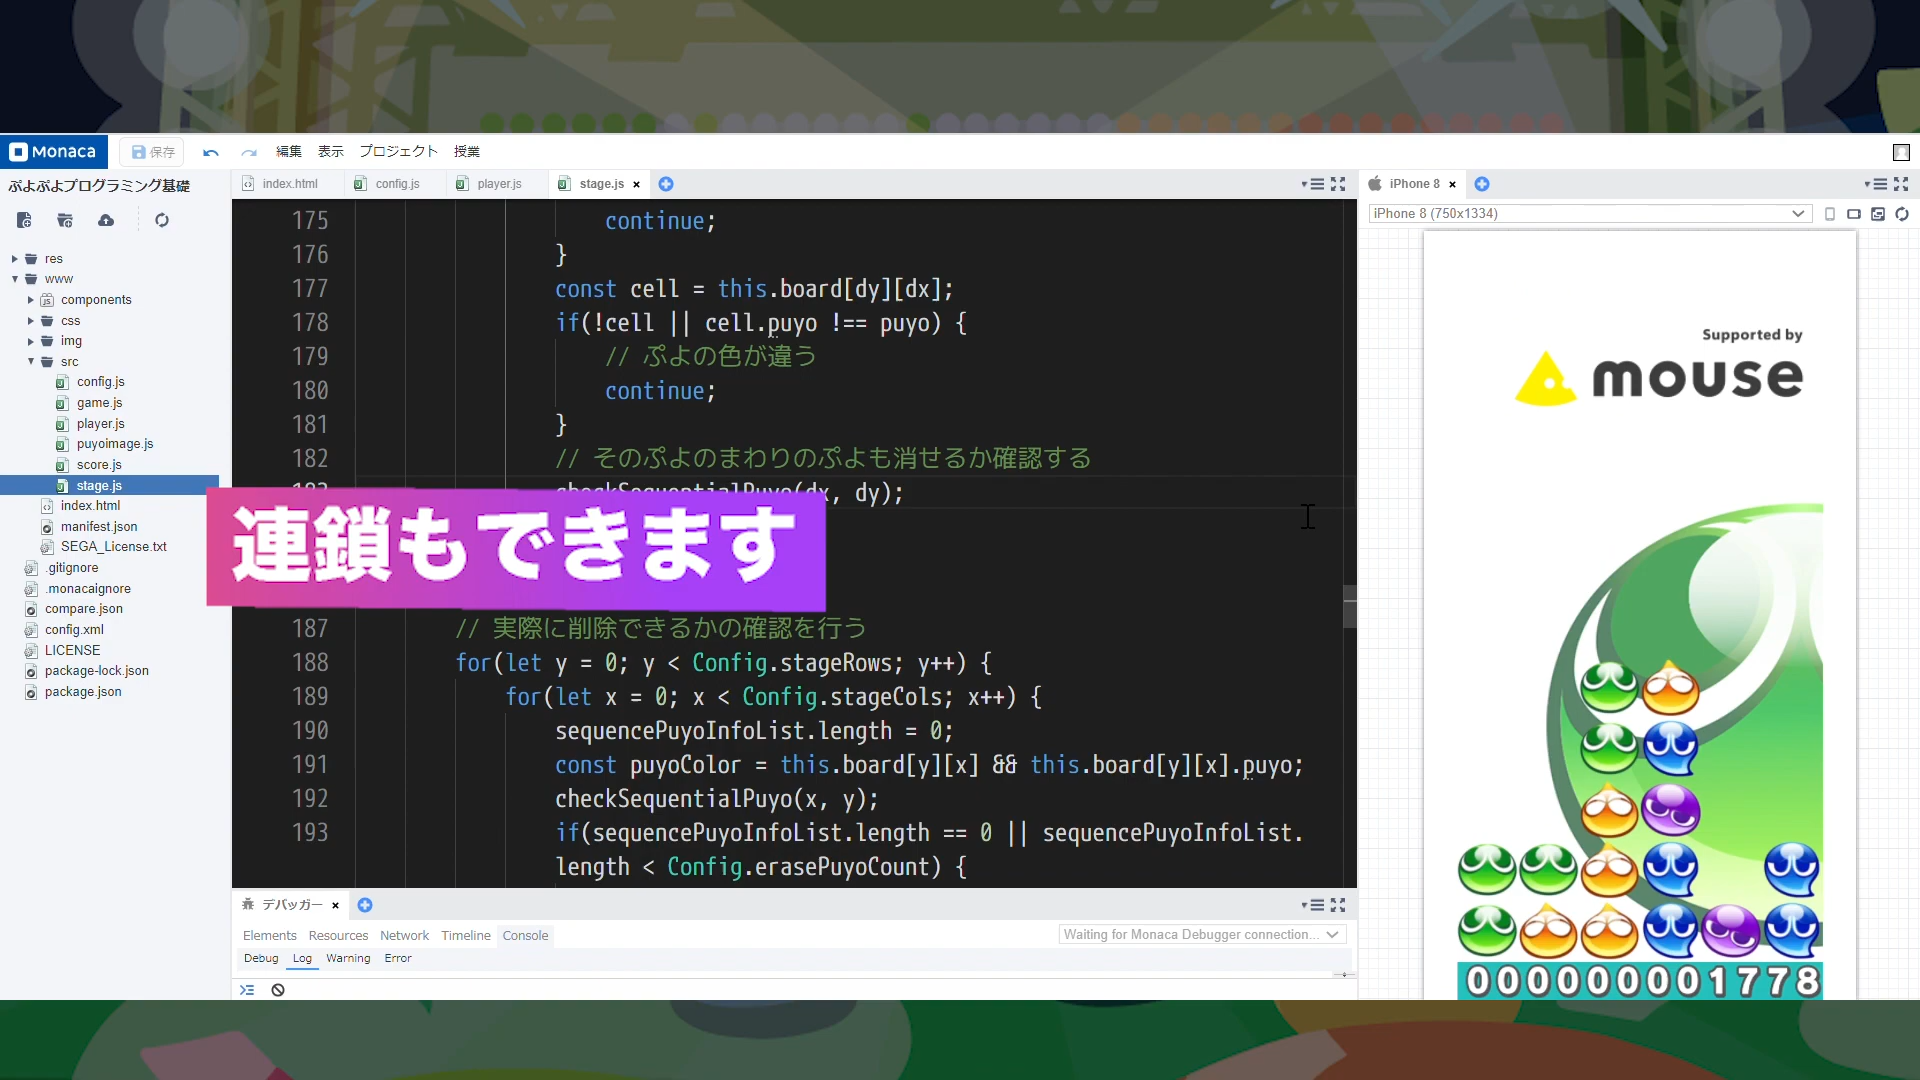 Monaca
保存
編集 表示 プロジェクト 授業
ぷよぷよプログラミング基礎
index.html config.js player.js stage.js
iPhone 8
iPhone 8 (750x1334)
res
www
components
css
img
src
config.js
game.js
player.js
puyoimage.js
score.js
stage.js
index.html
manifest.json
SEGA_License.txt
.gitignore
.monacaignore
compare.json
config.xml
LICENSE
package-lock.json
package.json
175 continue;
176 }
177 const cell = this.board[dy][dx];
178 if(!cell || cell.puyo !== puyo) {
179 // ぷよの色が違う
180 continue;
181 }
182 // そのぷよのまわりのぷよも消せるか確認する
183 checkSequentialPuyo(dx, dy);
連鎖もできます
187 // 実際に削除できるかの確認を行う
188 for(let y = 0; y < Config.stageRows; y++) {
189 for(let x = 0; x < Config.stageCols; x++) {
190 sequencePuyoInfoList.length = 0;
191 const puyoColor = this.board[y][x] && this.board[y][x].puyo;
192 checkSequentialPuyo(x, y);
193 if(sequencePuyoInfoList.length == 0 || sequencePuyoInfoList.
length < Config.erasePuyoCount) {
デバッガー
Elements Resources Network Timeline Console
Waiting for Monaca Debugger connection...
Debug Log Warning Error
Supported by
mouse
000000001778